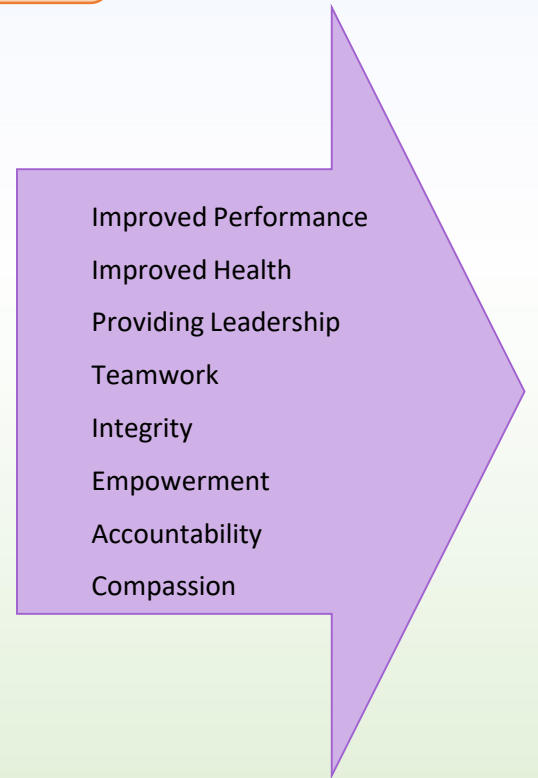 Improved Performance
Improved Health
Providing Leadership
Teamwork
Integrity
Empowerment
Accountability
Compassion